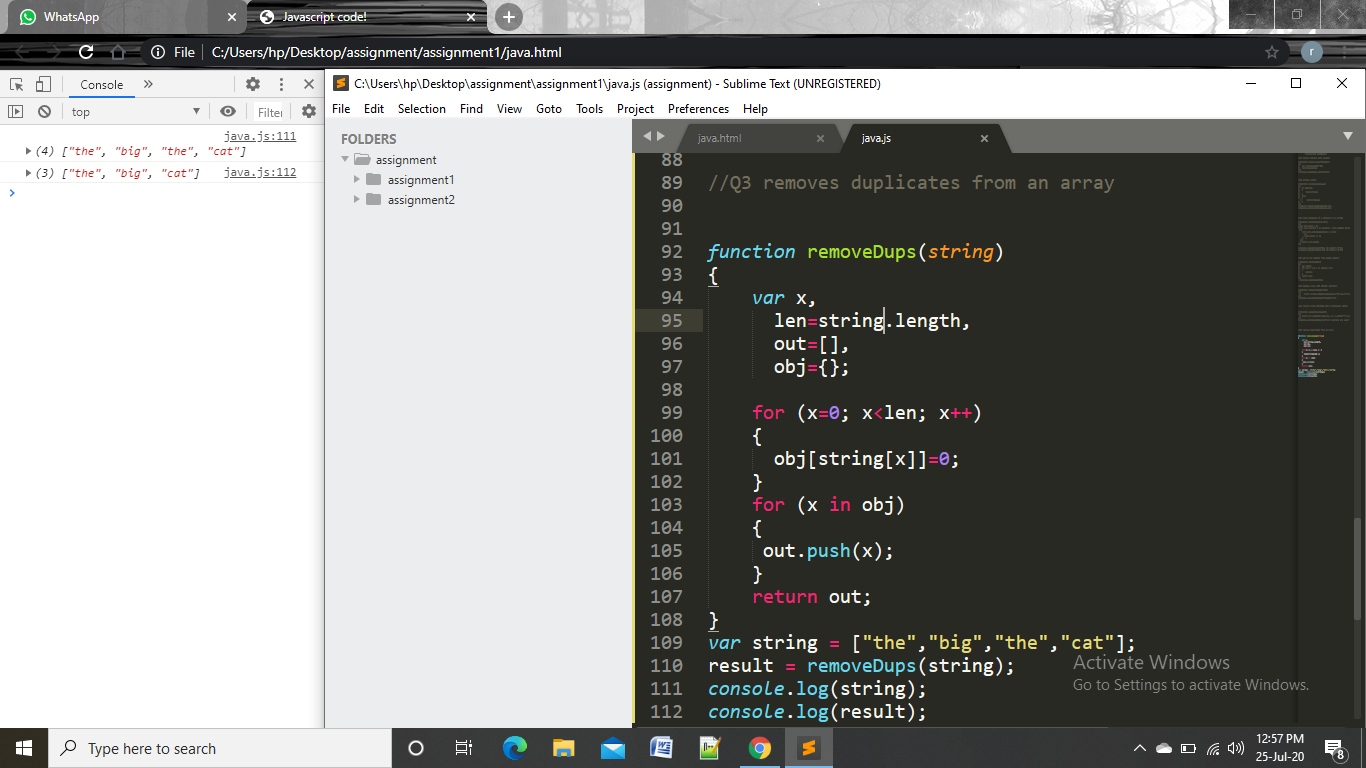 WhatsApp
Javascript code!
File
C:/Users/hp/Desktop/assignment/assignment1/java.html
r
Console
top
Filter
java.js:111
(4) ["the", "big", "the", "cat"]
(3) ["the", "big", "cat"]
java.js:112
C:\Users\hp\Desktop\assignment\assignment1\java.js (assignment) - Sublime Text (UNREGISTERED)
File Edit Selection Find View Goto Tools Project Preferences Help
FOLDERS
assignment
assignment1
assignment2
java.html
java.js
88
89 //Q3 removes duplicates from an array
90
91
92 function removeDups(string)
93 {
94 var x,
95 len=string.length,
96 out=[],
97 obj={};
98
99 for (x=0; x<len; x++)
100 {
101 obj[string[x]]=0;
102 }
103 for (x in obj)
104 {
105 out.push(x);
106 }
107 return out;
108 }
109 var string = ["the","big","the","cat"];
110 result = removeDups(string);
111 console.log(string);
112 console.log(result);
Activate Windows
Go to Settings to activate Windows.
Type here to search
12:57 PM
25-Jul-20
8